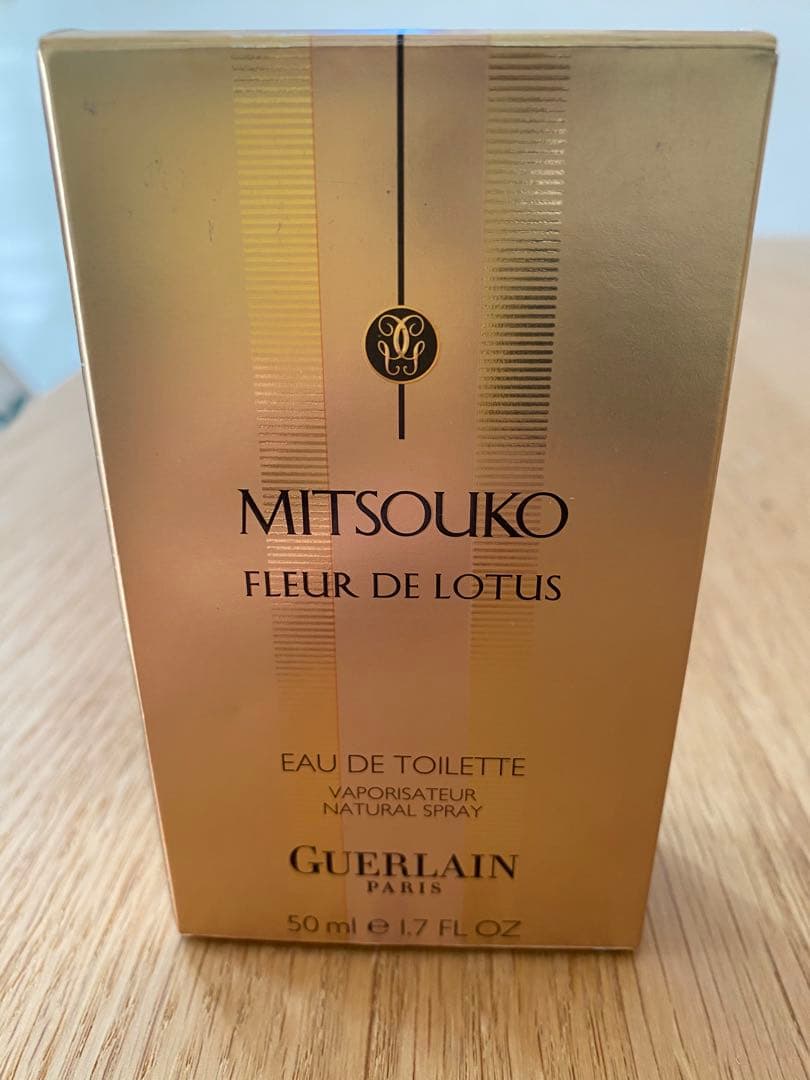 MITSOUKO
FLEUR DE LOTUS
EAU DE TOILETTE
VAPORISATEUR
NATURAL SPRAY
GUERLAIN
PARIS
50 ml ℮ 1.7 FL OZ